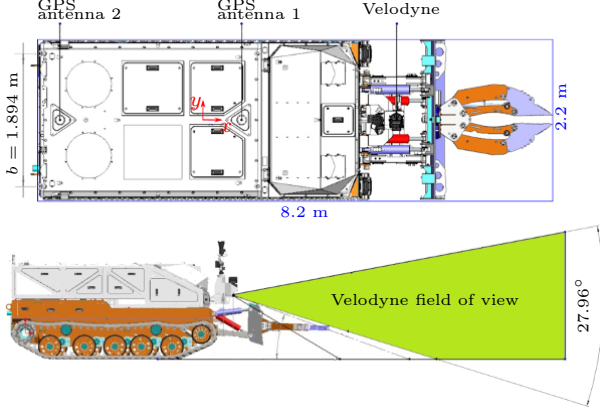 GPS
antenna 2
GPS
antenna 1
Velodyne
b = 1.894 m
y
x
2.2 m
8.2 m
Velodyne field of view
27.96°